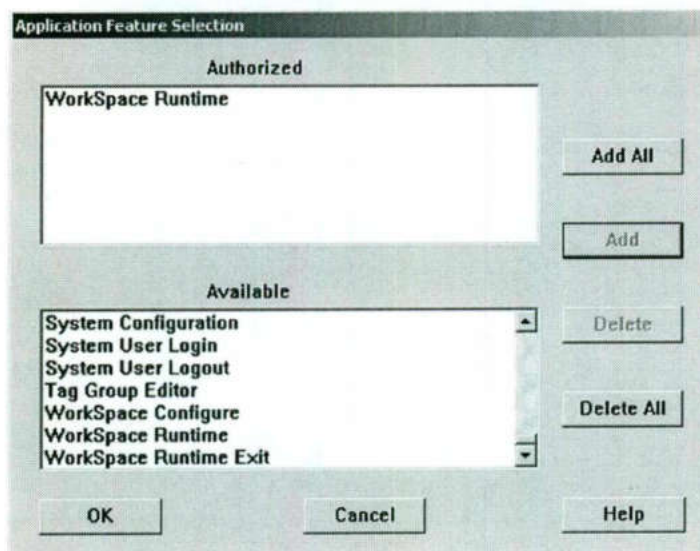 Application Feature Selection
Authorized
WorkSpace Runtime
Add All
Add
Available
System Configuration
System User Login
System User Logout
Tag Group Editor
WorkSpace Configure
WorkSpace Runtime
WorkSpace Runtime Exit
Delete
Delete All
OK
Cancel
Help